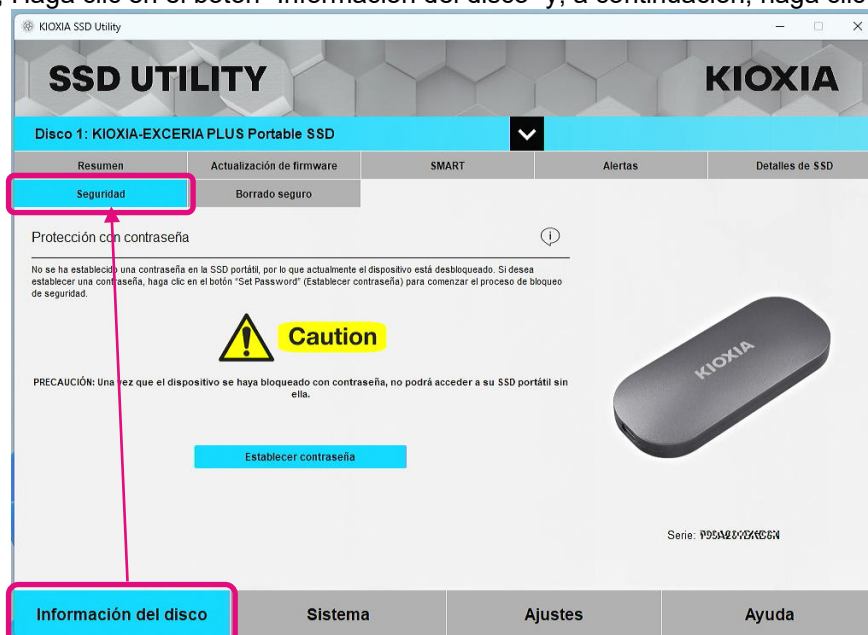 Haga clic en el botón "Información del disco" y, a continuación, haga clic
KIOXIA SSD Utility
SSD UTILITY
KIOXIA
Disco 1: KIOXIA-EXCERIA PLUS Portable SSD
Resumen
Actualización de firmware
SMART
Alertas
Detalles de SSD
Seguridad
Borrado seguro
Protección con contraseña
No se ha establecido una contraseña en la SSD portátil, por lo que actualmente el dispositivo está desbloqueado. Si desea
establecer una contraseña, haga clic en el botón "Set Password" (Establecer contraseña) para comenzar el proceso de bloqueo
de seguridad.
Caution
PRECAUCIÓN: Una vez que el dispositivo se haya bloqueado con contraseña, no podrá acceder a su SSD portátil sin
ella.
Establecer contraseña
KIOXIA
Serie:
Información del disco
Sistema
Ajustes
Ayuda